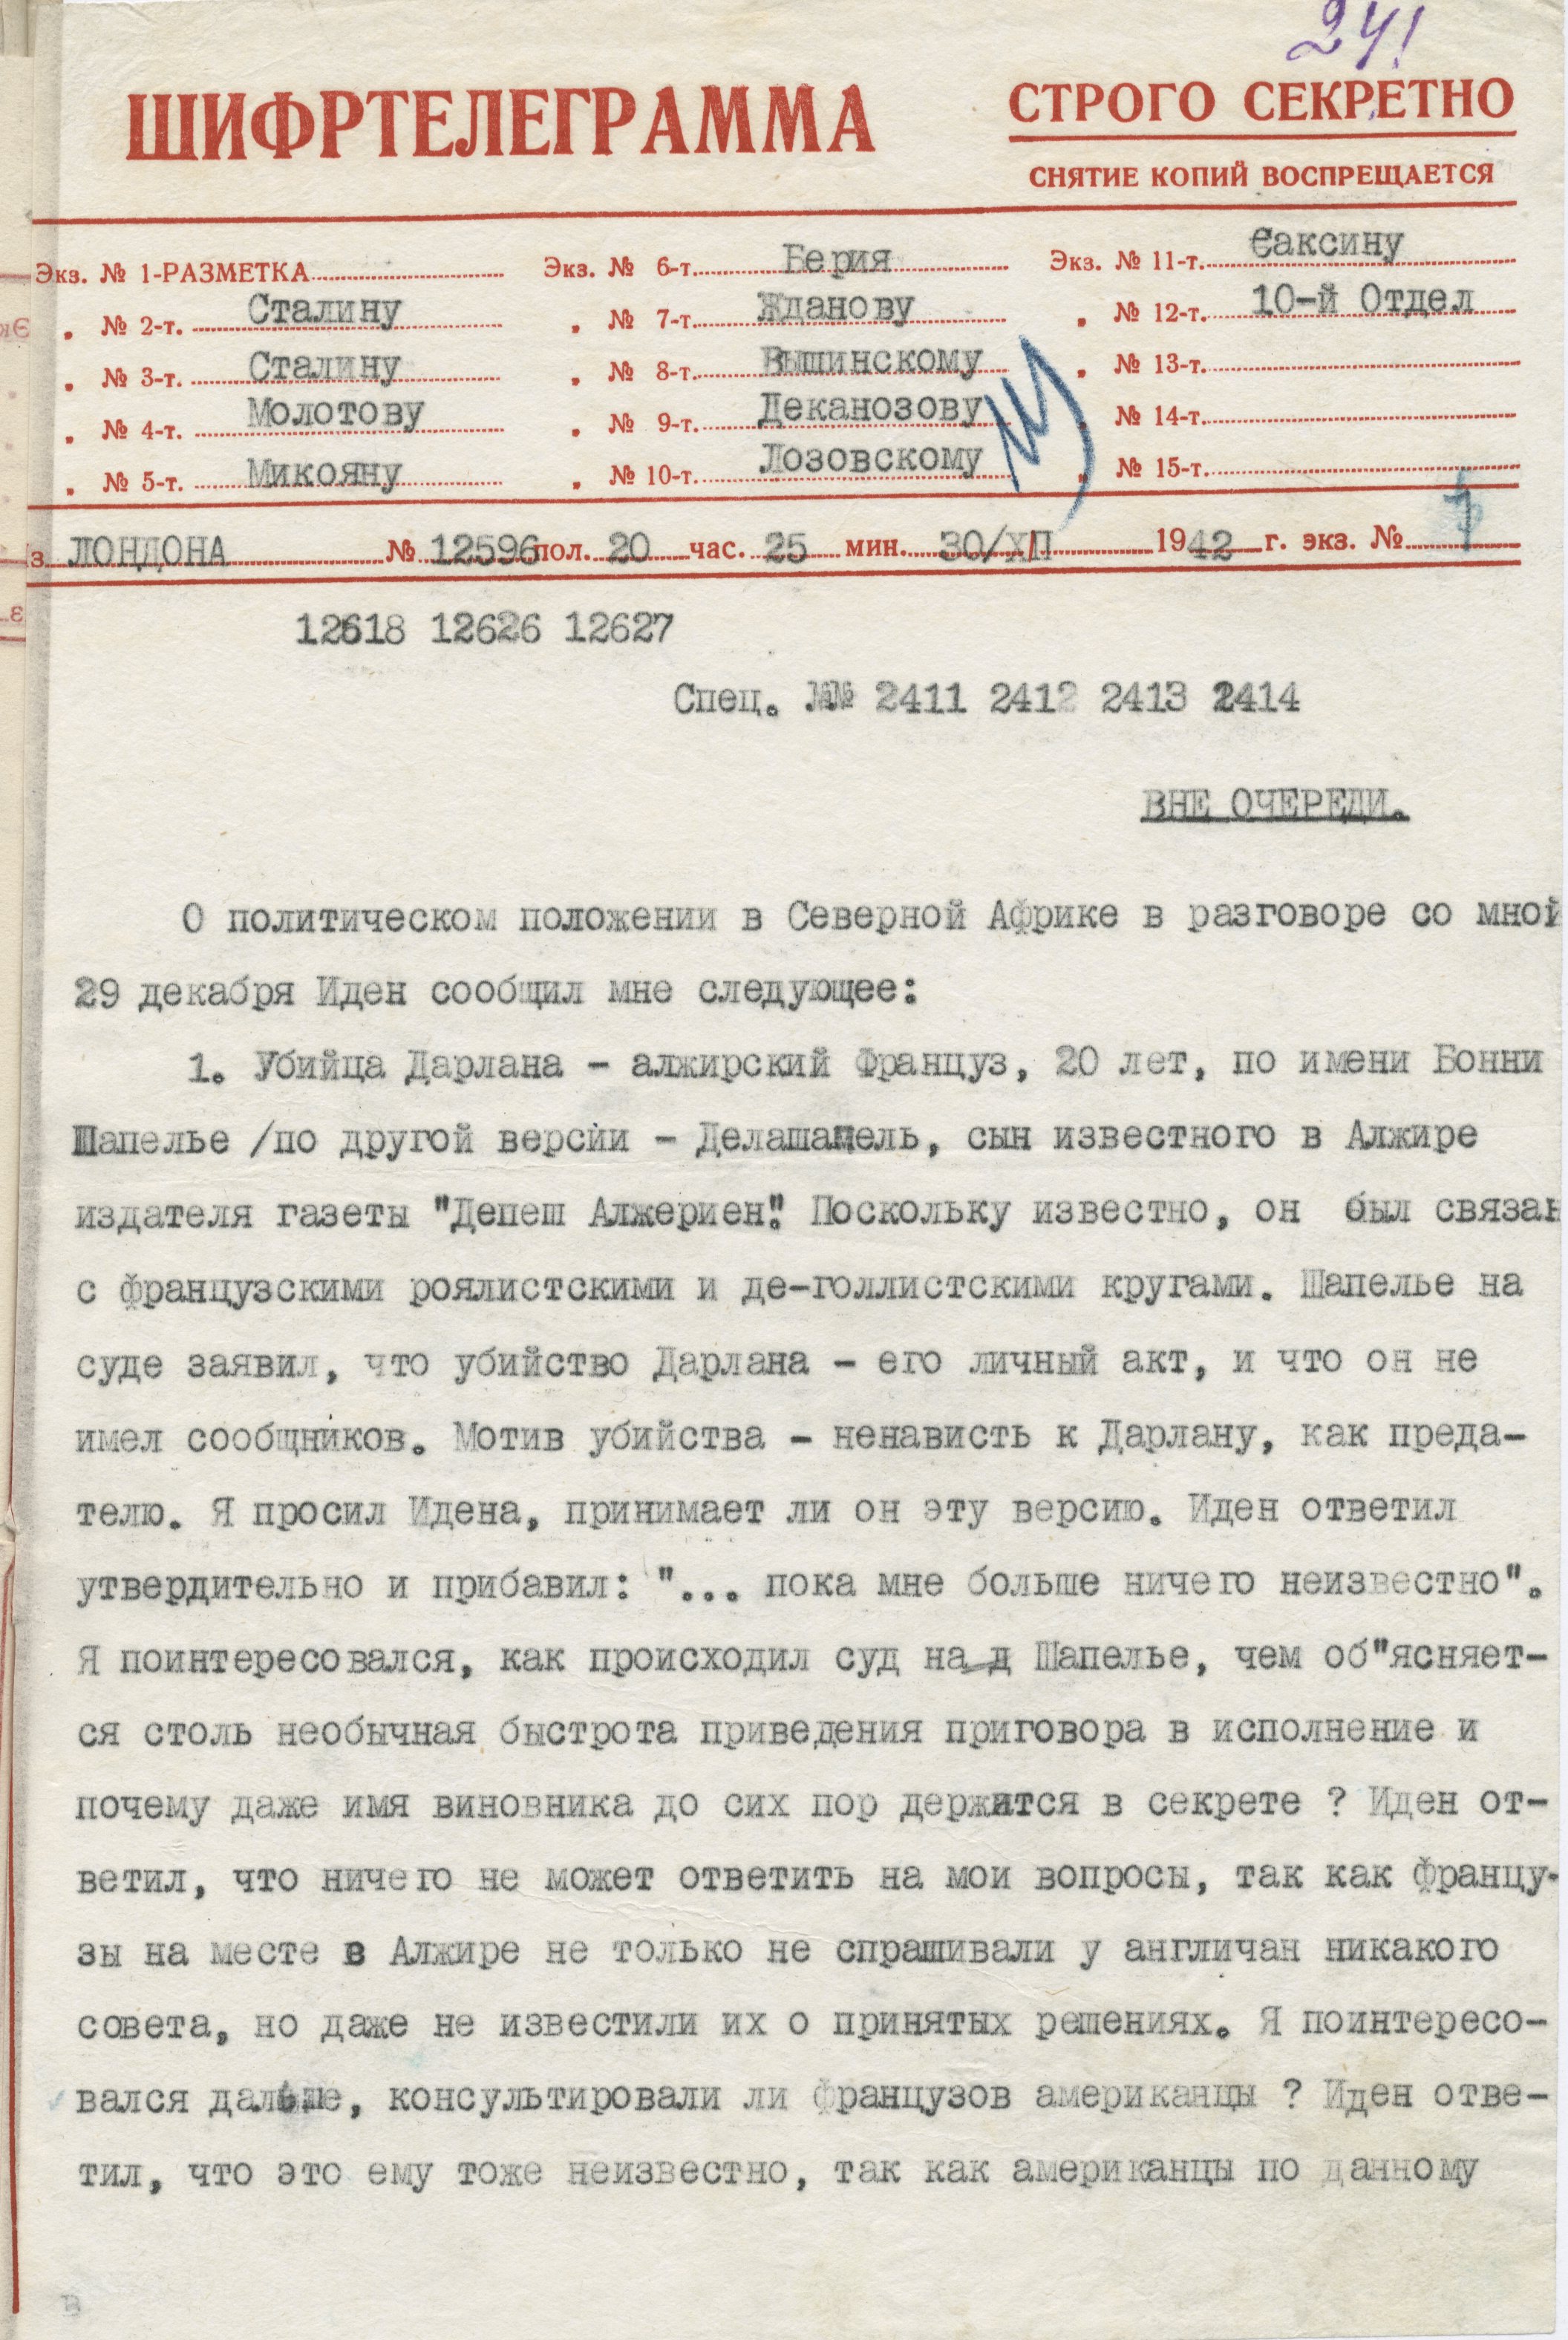 241
ШИФРТЕЛЕГРАММА
СТРОГО СЕКРЕТНО
СНЯТИЕ КОПИЙ ВОСПРЕЩАЕТСЯ
Экз. № 1-РАЗМЕТКА
„ № 2-т. Сталину
„ № 3-т. Сталину
„ № 4-т. Молотову
„ № 5-т. Микояну
Экз. № 6-т. Берия
„ № 7-т. Жданову
„ № 8-т. Вышинскому
„ № 9-т. Деканозову
„ № 10-т. Лозовскому
Экз. № 11-т. Саксину
„ № 12-т. 10-й Отдел
„ № 13-т.
„ № 14-т.
„ № 15-т.
з ЛОНДОНА № 12596 пол. 20 час. 25 мин. 30/ХП 1942 г. экз. №
12618 12626 12627
Спец. №№ 2411 2412 2413 2414
ВНЕ ОЧЕРЕДИ.
О политическом положении в Северной Африке в разговоре со мной
29 декабря Иден сообщил мне следующее:
1. Убийца Дарлана - алжирский Француз, 20 лет, по имени Бонни
Шапелье /по другой версии - Делашапель, сын известного в Алжире
издателя газеты "Депеш Алжериен". Поскольку известно, он был связан
с французскими роялистскими и де-голлистскими кругами. Шапелье на
суде заявил, что убийство Дарлана - его личный акт, и что он не
имел сообщников. Мотив убийства - ненависть к Дарлану, как преда-
телю. Я просил Идена, принимает ли он эту версию. Иден ответил
утвердительно и прибавил: "... пока мне больше ничего неизвестно".
Я поинтересовался, как происходил суд над Шапелье, чем об"ясняет-
ся столь необычная быстрота приведения приговора в исполнение и
почему даже имя виновника до сих пор держится в секрете ? Иден от-
ветил, что ничего не может ответить на мои вопросы, так как Францу-
зы на месте в Алжире не только не спрашивали у англичан никакого
совета, но даже не известили их о принятых решениях. Я поинтересо-
вался дальше, консультировали ли французов американцы ? Иден отве-
тил, что это ему тоже неизвестно, так как американцы по данному
в